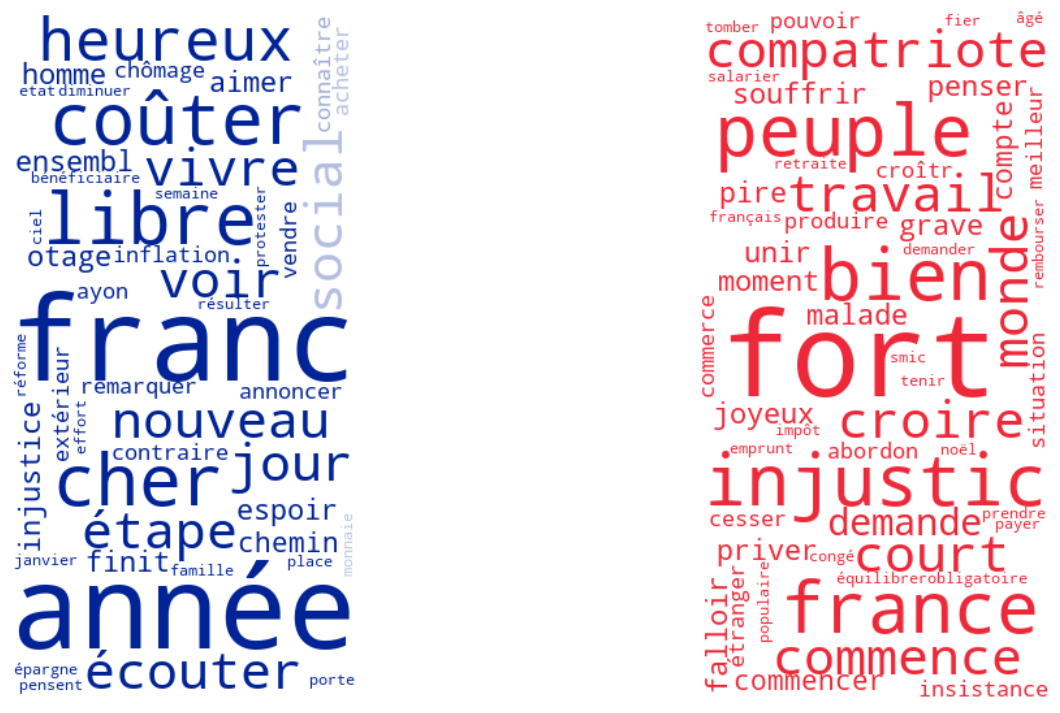 heureux
homme chômage aimer
etat diminuer
connaître
acheter
coûter
ensembl vivre
bénéficiaire
semaine
libre
ciel
protester
vendre
social
otage inflation
voir
ayon
résulter
franc
réforme
extérieur
remarquer annoncer
effort
injustice
nouveau
contraire
cher jour
espoir
étape chemin
monnaie
janvier finit famille place
année
épargne écouter porte
pensent
tomber pouvoir fier âgé
compatriote
salarier
souffrir penser
peuple
compte
meilleur
retraite croîtr
pire travail
français produire grave
rembourser
unir demander
moment bien
monde
malade
commerce
fort
smic
tenir
situation
joyeux croire
impôt
emprunt abordon noël
injustic
cesser demande prendre
payer
priver congé court
équilibrer obligatoire
falloir
étranger
populaire
france
commence
commencer insistance